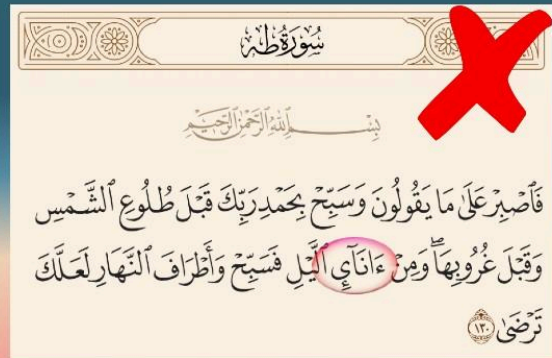 سُورَةُ طه
بِسْمِ ٱللَّهِ ٱلرَّحْمَٰنِ ٱلرَّحِيمِ
فَٱصْبِرْ عَلَىٰ مَا يَقُولُونَ وَسَبِّحْ بِحَمْدِ رَبِّكَ قَبْلَ طُلُوعِ ٱلشَّمْسِ
وَقَبْلَ غُرُوبِهَاۖ وَمِنْ ءَانَآيِٕ ٱلَّيْلِ فَسَبِّحْ وَأَطْرَافَ ٱلنَّهَارِ لَعَلَّكَ
تَرْضَىٰ ١٣٠